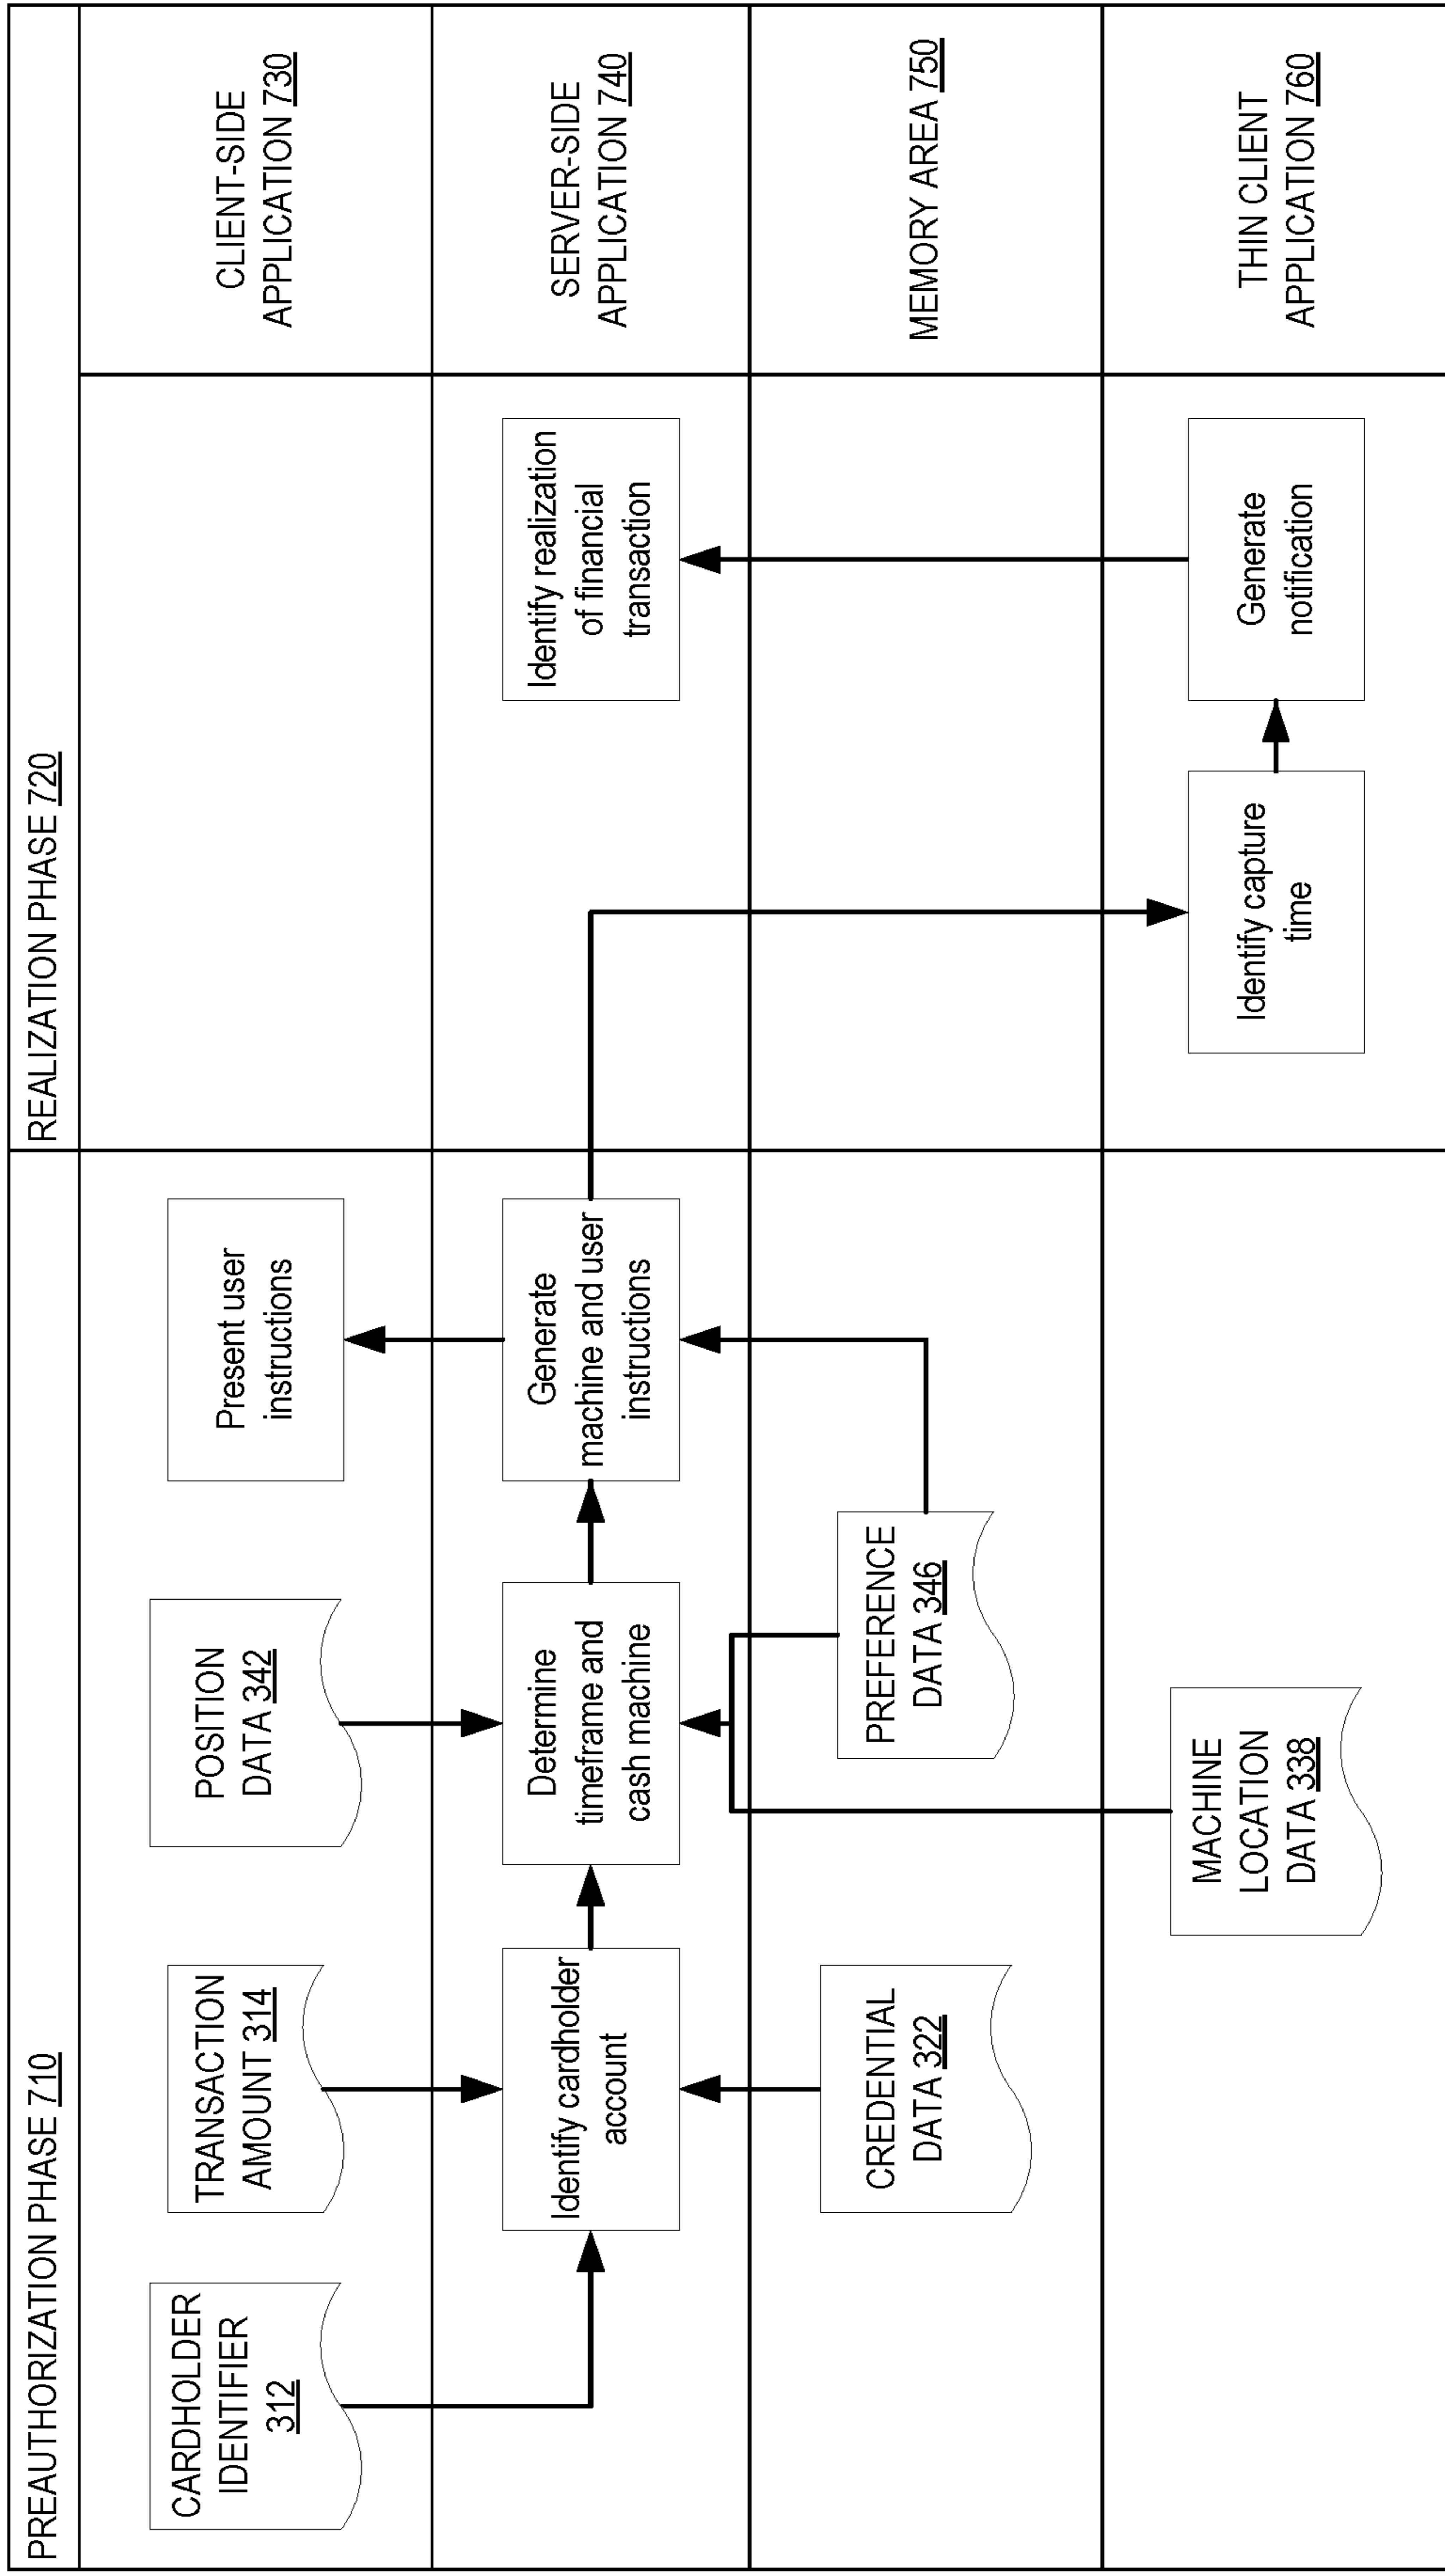 PREAUTHORIZATION PHASE 710
REALIZATION PHASE 720
CARDHOLDER
IDENTIFIER
312
TRANSACTION
AMOUNT 314
POSITION
DATA 342
Present user
instructions
CLIENT-SIDE
APPLICATION 730
Identify cardholder
account
Determine
timeframe and
cash machine
Generate
machine and user
instructions
Identify realization
of financial
transaction
SERVER-SIDE
APPLICATION 740
CREDENTIAL
DATA 322
PREFERENCE
DATA 346
MEMORY AREA 750
MACHINE
LOCATION
DATA 338
Identify capture
time
Generate
notification
THIN CLIENT
APPLICATION 760